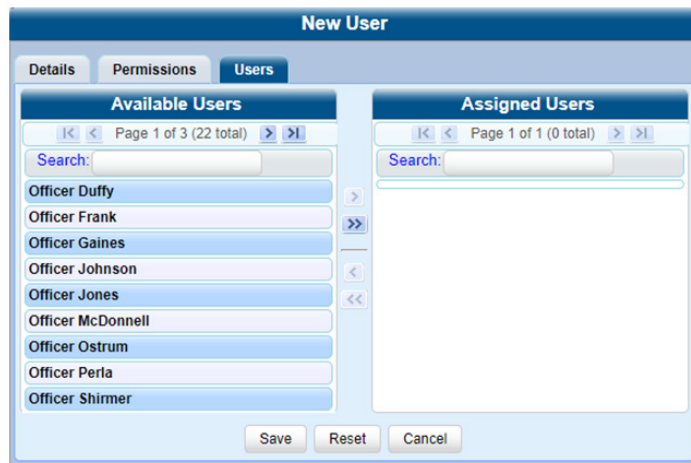 New User
Details Permissions Users
Available Users
|< < Page 1 of 3 (22 total) > >|
Search:
Officer Duffy
Officer Frank
Officer Gaines
Officer Johnson
Officer Jones
Officer McDonnell
Officer Ostrum
Officer Perla
Officer Shirmer
>
>>
<
<<
Assigned Users
|< < Page 1 of 1 (0 total) > >|
Search:
Save Reset Cancel